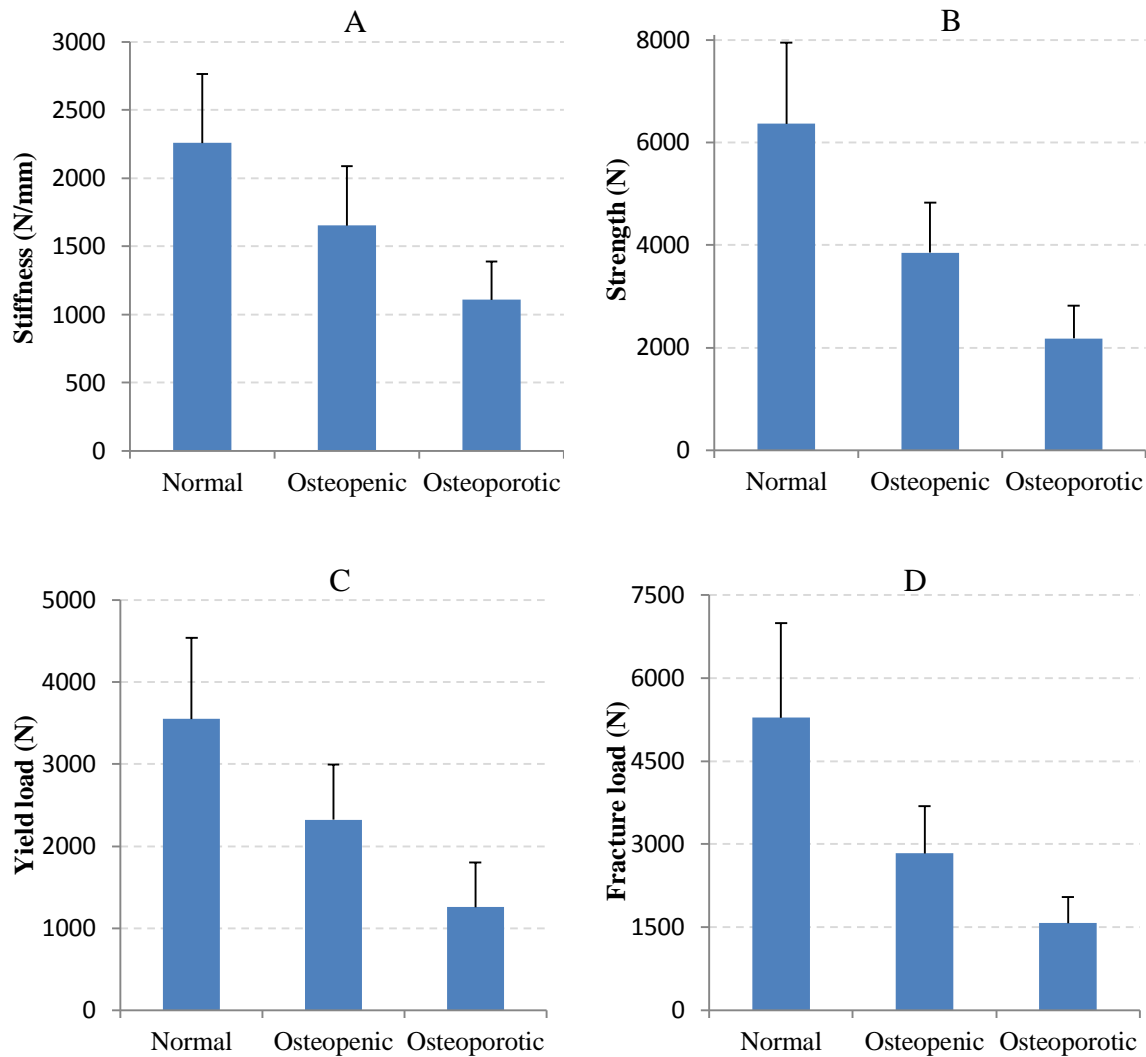 A
Stiffness (N/mm)
3000
2500
2000
1500
1000
500
0
Normal Osteopenic Osteoporotic
B
Strength (N)
8000
6000
4000
2000
0
Normal Osteopenic Osteoporotic
C
Yield load (N)
5000
4000
3000
2000
1000
0
Normal Osteopenic Osteoporotic
D
Fracture load (N)
7500
6000
4500
3000
1500
0
Normal Osteopenic Osteoporotic